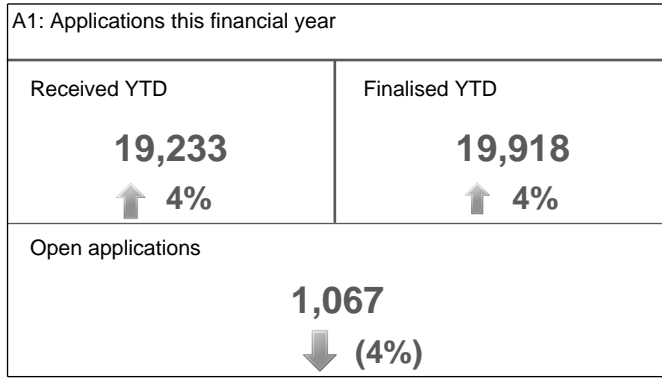 A1: Applications this financial year
Received YTD
19,233
4%
Finalised YTD
19,918
4%
Open applications
1,067
(4%)